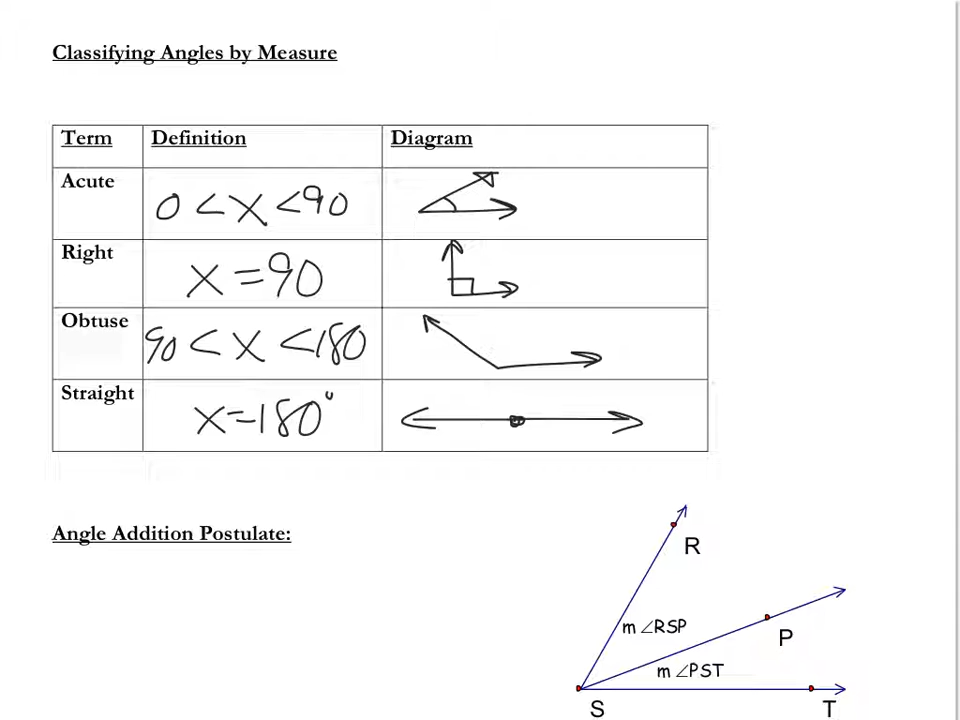 Classifying Angles by Measure
Term Definition Diagram
Acute
0 < x < 90
Right
x = 90
Obtuse
90 < x < 180
Straight
x = 180°
Angle Addition Postulate:
R
m ∠RSP
P
m ∠PST
S T